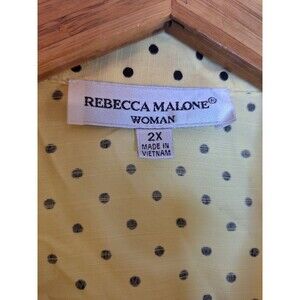 REBECCA MALONE®
WOMAN
2X
MADE IN
VIETNAM